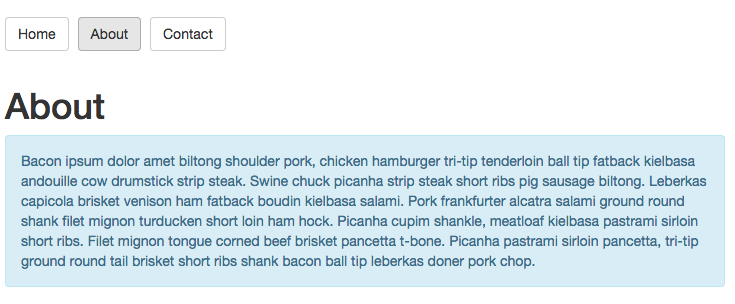 Home About Contact
About
Bacon ipsum dolor amet biltong shoulder pork, chicken hamburger tri-tip tenderloin ball tip fatback kielbasa
andouille cow drumstick strip steak. Swine chuck picanha strip steak short ribs pig sausage biltong. Leberkas
capicola brisket venison ham fatback boudin kielbasa salami. Pork frankfurter alcatra salami ground round
shank filet mignon turducken short loin ham hock. Picanha cupim shankle, meatloaf kielbasa pastrami sirloin
short ribs. Filet mignon tongue corned beef brisket pancetta t-bone. Picanha pastrami sirloin pancetta, tri-tip
ground round tail brisket short ribs shank bacon ball tip leberkas doner pork chop.